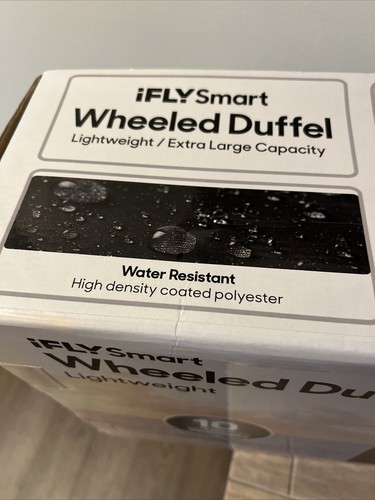 iFLYSmart
Wheeled Duffel
Lightweight / Extra Large Capacity
Water Resistant
High density coated polyester
iFLYSmart
Wheeled Du
Lightweight
10